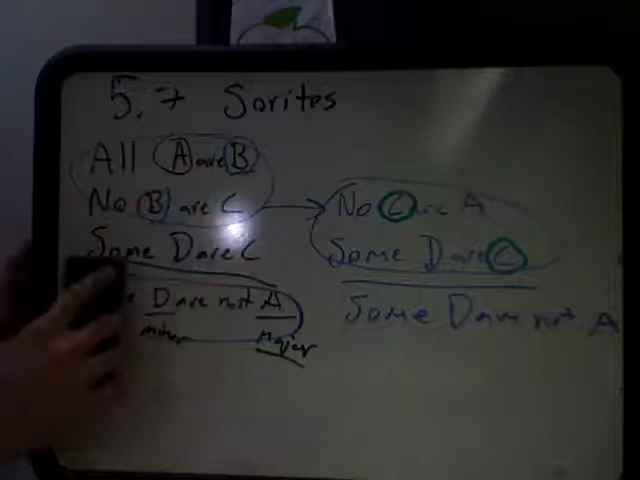 5.7 Sorites
All A are B
No B are C
Some D are C
D are not A
minor major
No C are A
Some D are C
Some D are not A